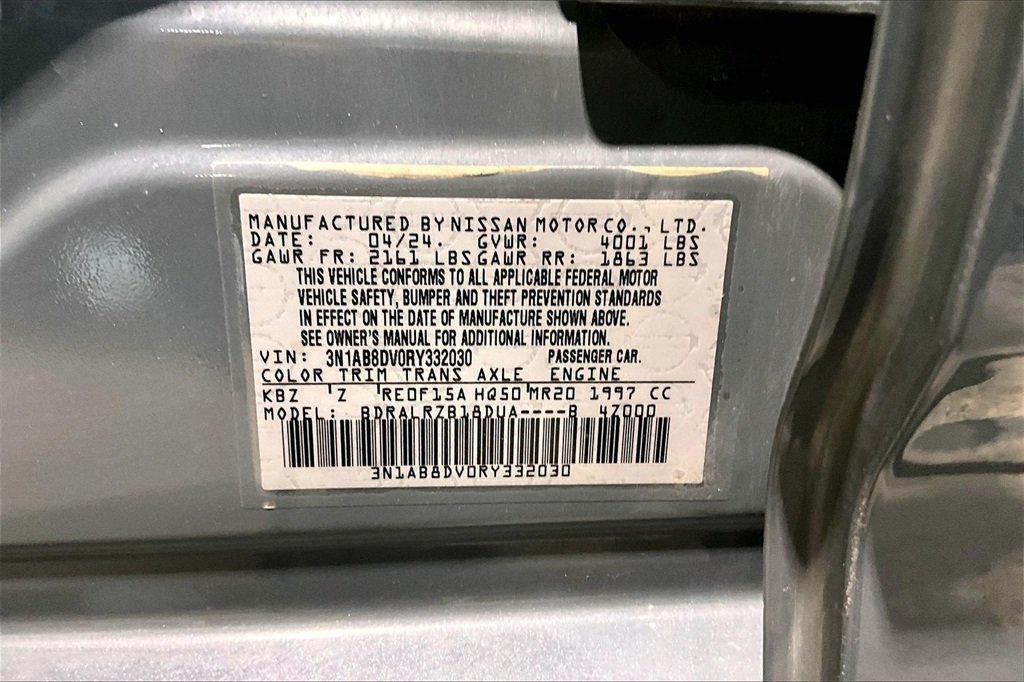 MANUFACTURED BY NISSAN MOTOR CO., LTD.
DATE: 04/24. GVWR: 4001 LBS
GAWR FR: 2161 LBS GAWR RR: 1863 LBS
THIS VEHICLE CONFORMS TO ALL APPLICABLE FEDERAL MOTOR
VEHICLE SAFETY, BUMPER AND THEFT PREVENTION STANDARDS
IN EFFECT ON THE DATE OF MANUFACTURE SHOWN ABOVE.
SEE OWNER'S MANUAL FOR ADDITIONAL INFORMATION.
VIN: 3N1AB8DV0RY332030 PASSENGER CAR.
COLOR TRIM TRANS AXLE ENGINE
KBZ Z RE0F15A HQ50 MR20 1997 CC
MODEL: BDRALRZB18DUA----B 4Z000
3N1AB8DV0RY332030